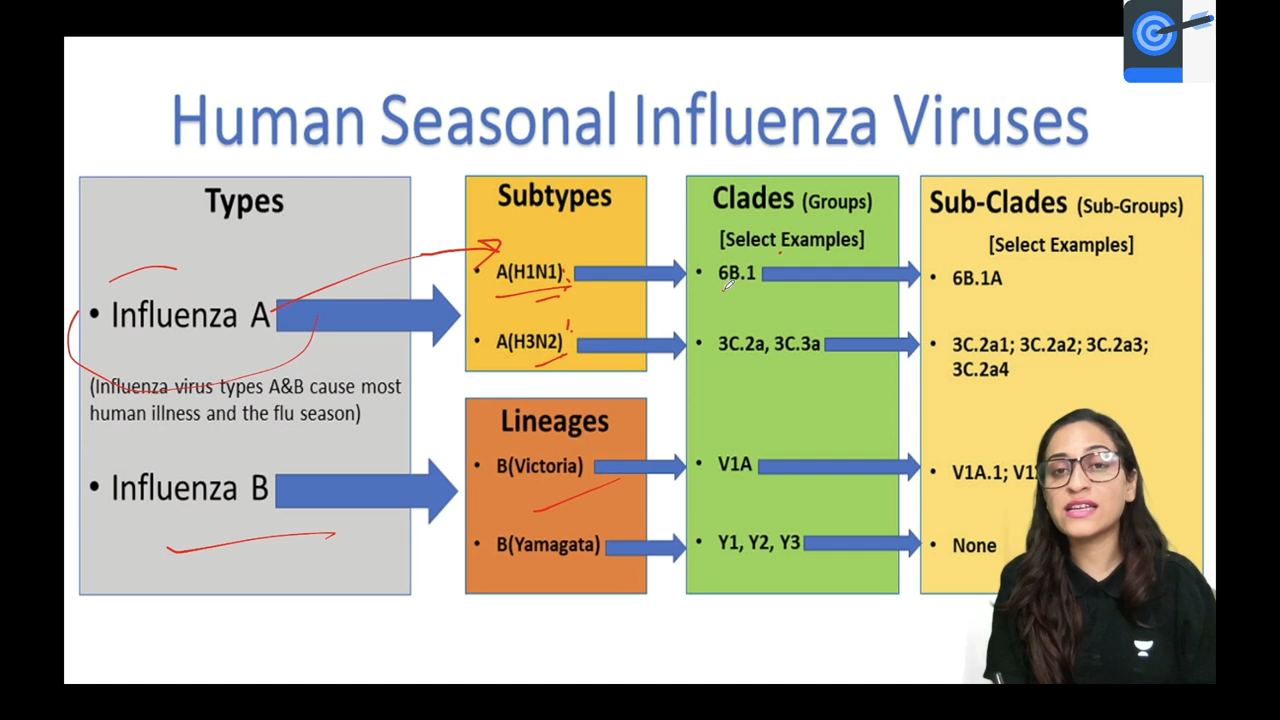 Human Seasonal Influenza Viruses
Types
• Influenza A
(Influenza virus types A&B cause most
human illness and the flu season)
• Influenza B
Subtypes
• A(H1N1)
• A(H3N2)
Lineages
• B(Victoria)
• B(Yamagata)
Clades (Groups)
[Select Examples]
• 6B.1
• 3C.2a, 3C.3a
• V1A
• Y1, Y2, Y3
Sub-Clades (Sub-Groups)
[Select Examples]
• 6B.1A
• 3C.2a1; 3C.2a2; 3C.2a3;
3C.2a4
• V1A.1;
• None